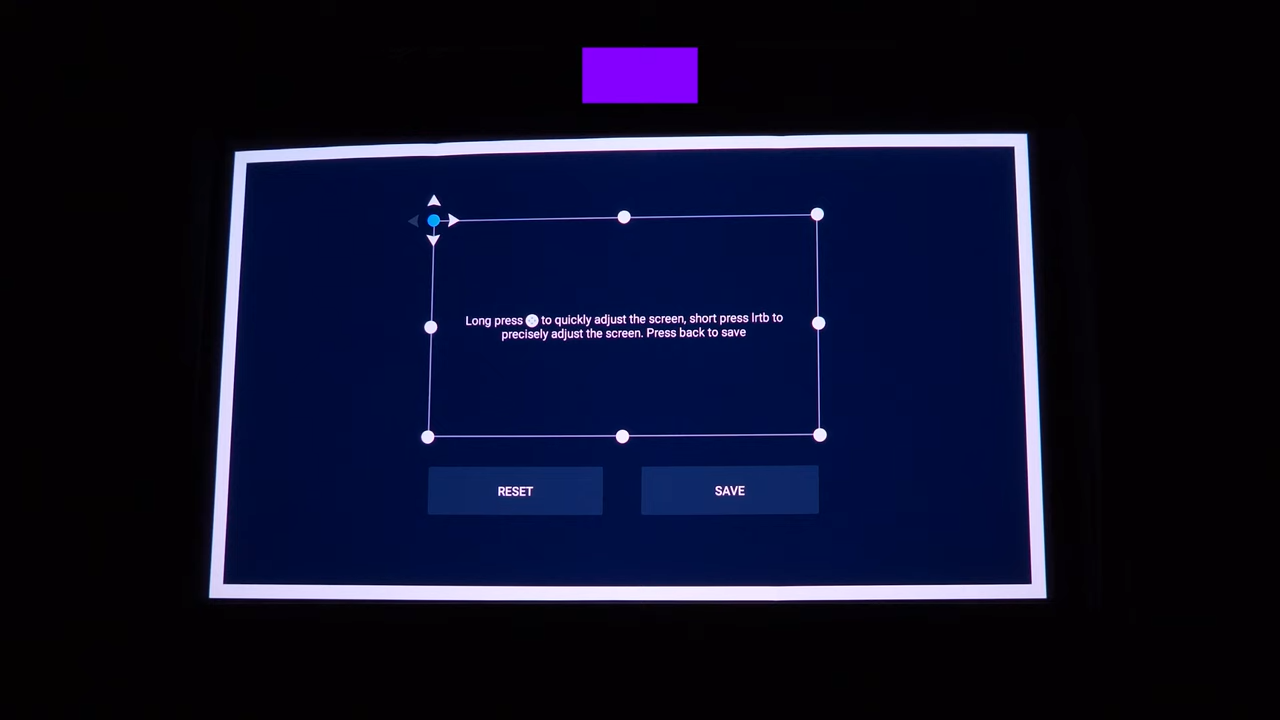 Long press to quickly adjust the screen, short press lrtb to
precisely adjust the screen. Press back to save
RESET
SAVE